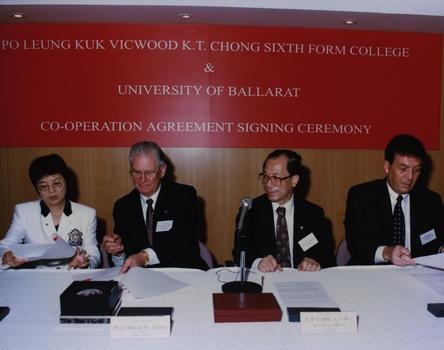 PO LEUNG KUK VICWOOD K.T. CHONG SIXTH FORM COLLEGE
&
UNIVERSITY OF BALLARAT
CO-OPERATION AGREEMENT SIGNING CEREMONY
Prof David W. James